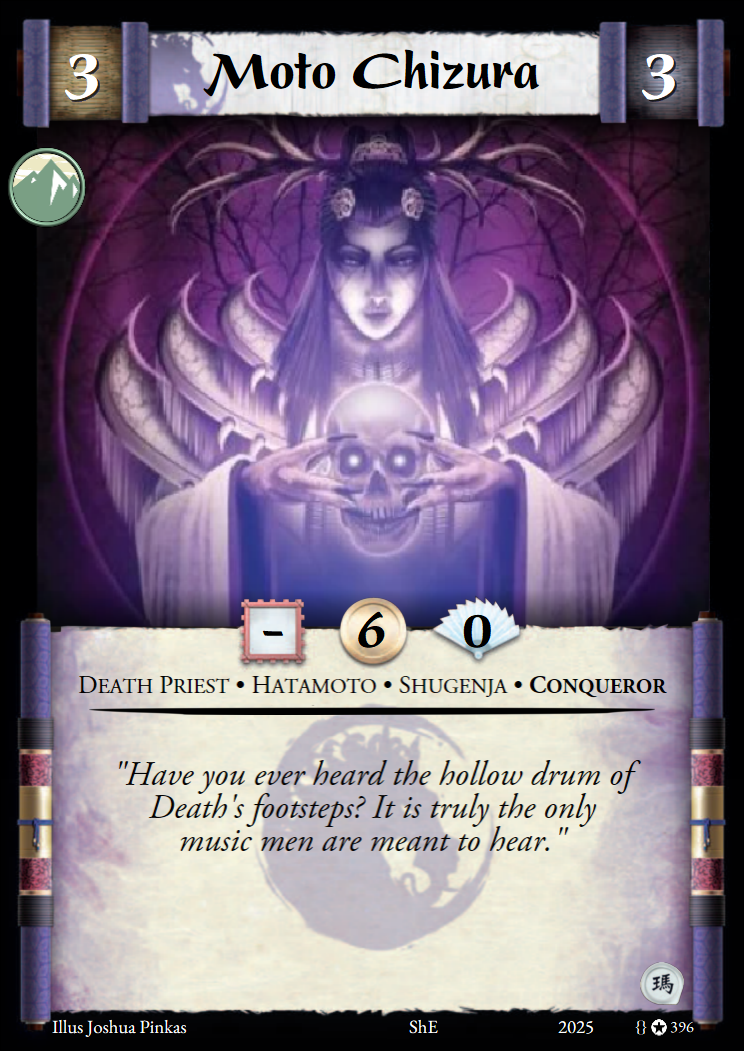 3 Moto Chizura 3
- 6 0
DEATH PRIEST • HATAMOTO • SHUGENJA • CONQUEROR
"Have you ever heard the hollow drum of
Death's footsteps? It is truly the only
music men are meant to hear."
瑪
Illus Joshua Pinkas ShE 2025 {} ✪ 396